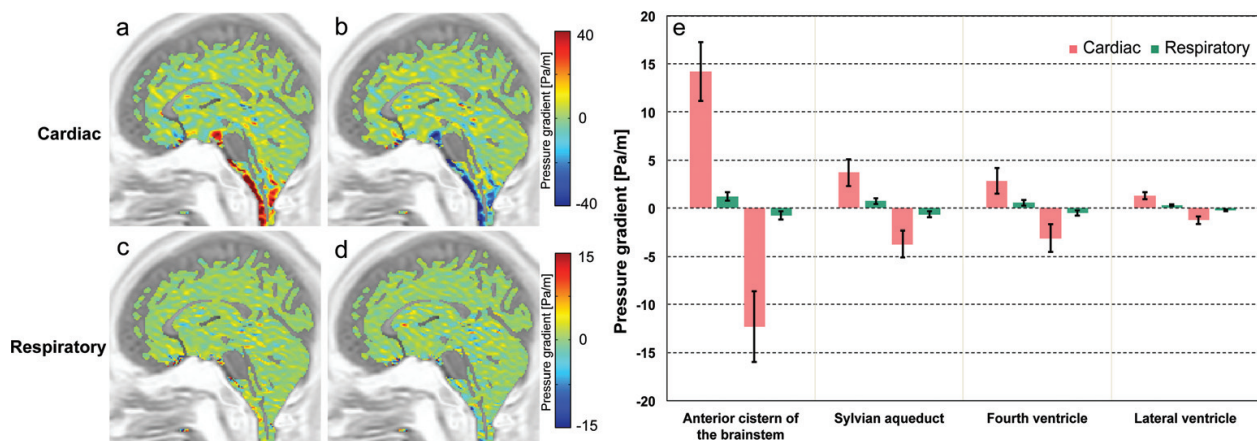 a
b
Cardiac
40
0
-40
Pressure gradient [Pa/m]
c
d
Respiratory
15
0
-15
Pressure gradient [Pa/m]
e
Cardiac
Respiratory
Pressure gradient [Pa/m]
20
15
10
5
0
-5
-10
-15
-20
Anterior cistern of
the brainstem
Sylvian aqueduct
Fourth ventricle
Lateral ventricle